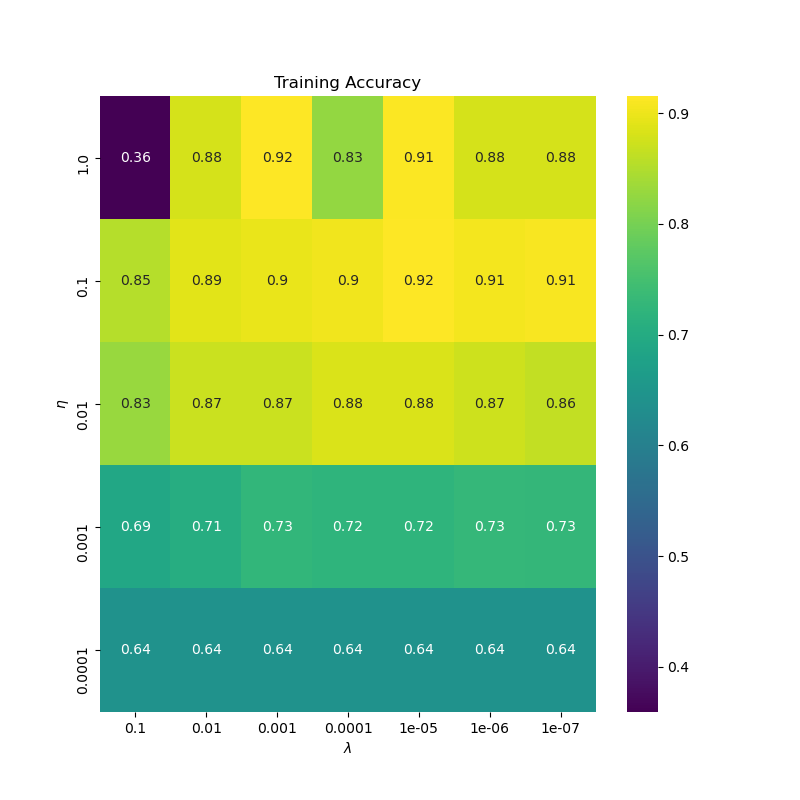 Training Accuracy
1.0 0.36 0.88 0.92 0.83 0.91 0.88 0.88
0.1 0.85 0.89 0.9 0.9 0.92 0.91 0.91
η
0.01 0.83 0.87 0.87 0.88 0.88 0.87 0.86
0.001 0.69 0.71 0.73 0.72 0.72 0.73 0.73
0.0001 0.64 0.64 0.64 0.64 0.64 0.64 0.64
0.1 0.01 0.001 0.0001 1e-05 1e-06 1e-07
λ
0.9
0.8
0.7
0.6
0.5
0.4